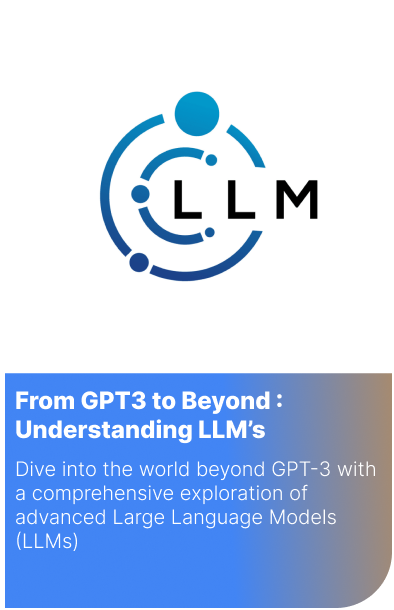 LLM
From GPT3 to Beyond :
Understanding LLM’s
Dive into the world beyond GPT-3 with
a comprehensive exploration of
advanced Large Language Models
(LLMs)